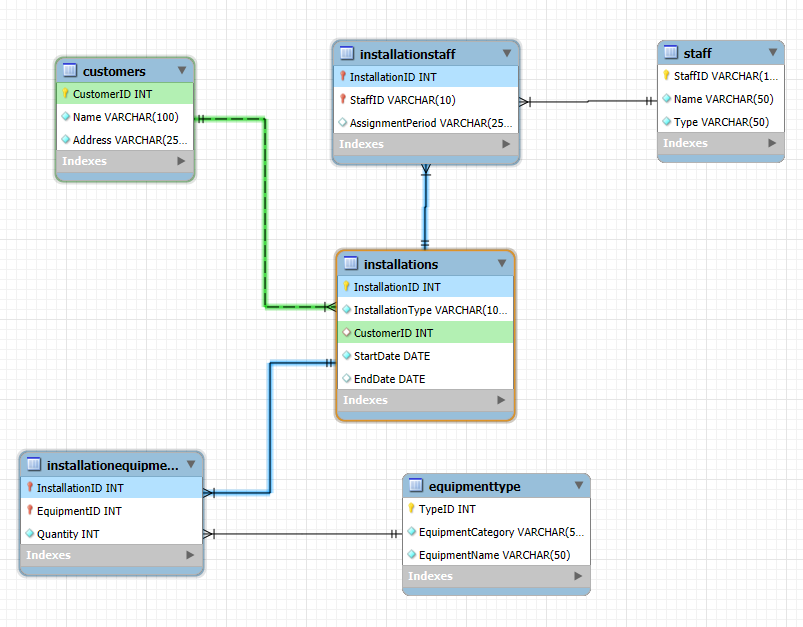 customers
CustomerID INT
Name VARCHAR(100)
Address VARCHAR(25...
Indexes
installationstaff
InstallationID INT
StaffID VARCHAR(10)
AssignmentPeriod VARCHAR(25...
Indexes
staff
StaffID VARCHAR(1...
Name VARCHAR(50)
Type VARCHAR(50)
Indexes
installations
InstallationID INT
InstallationType VARCHAR(10...
CustomerID INT
StartDate DATE
EndDate DATE
Indexes
installationequipme...
InstallationID INT
EquipmentID INT
Quantity INT
Indexes
equipmenttype
TypeID INT
EquipmentCategory VARCHAR(5...
EquipmentName VARCHAR(50)
Indexes